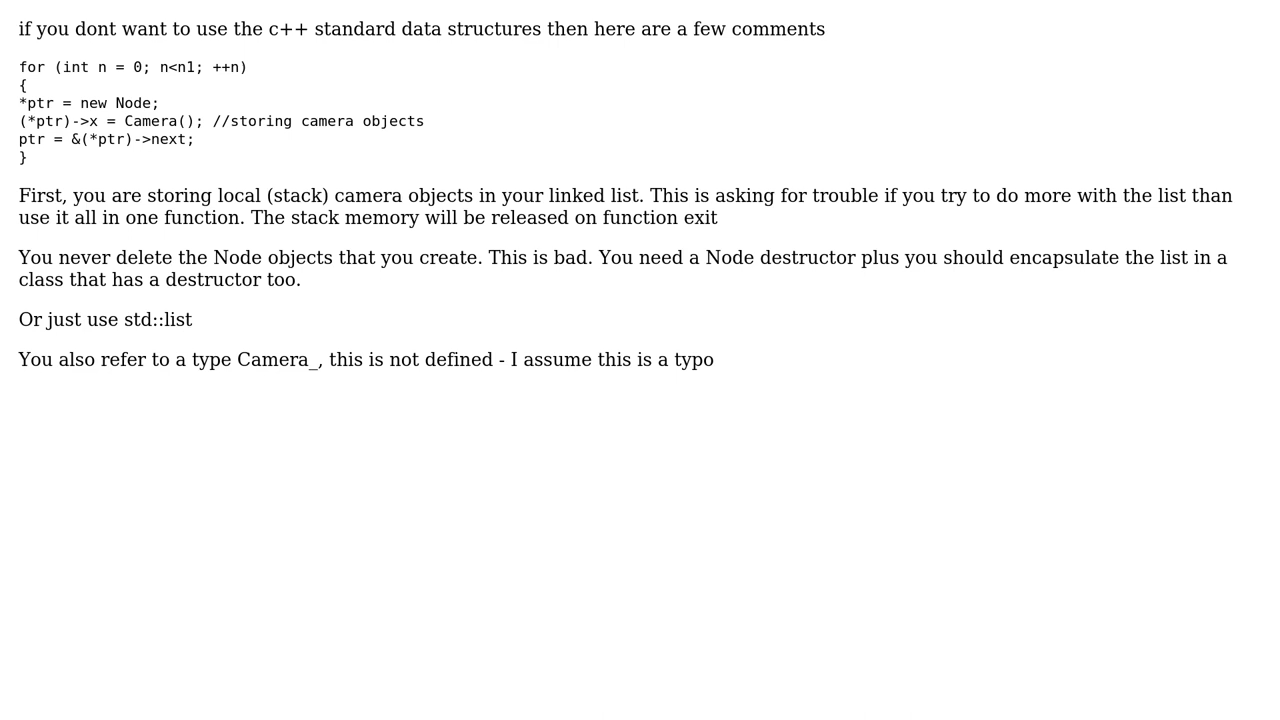 if you dont want to use the c++ standard data structures then here are a few comments
for (int n = 0; n<n1; ++n)
{
*ptr = new Node;
(*ptr)->x = Camera(); //storing camera objects
ptr = &(*ptr)->next;
}
First, you are storing local (stack) camera objects in your linked list. This is asking for trouble if you try to do more with the list than
use it all in one function. The stack memory will be released on function exit
You never delete the Node objects that you create. This is bad. You need a Node destructor plus you should encapsulate the list in a
class that has a destructor too.
Or just use std::list
You also refer to a type Camera_, this is not defined - I assume this is a typo